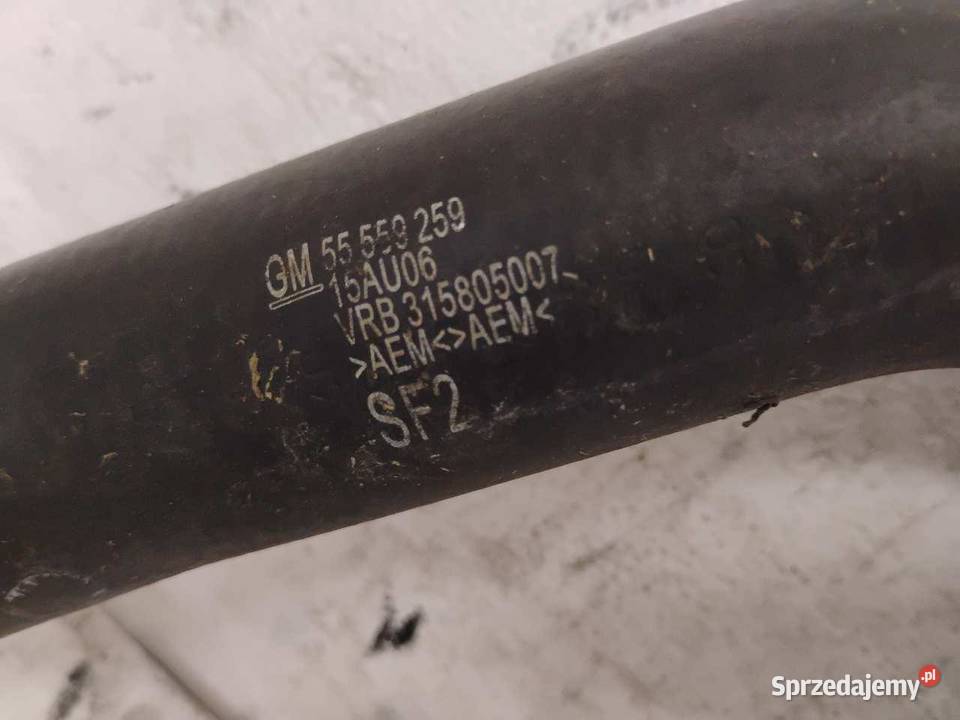 GM 55 559 259
15AU06
VRB 315805007
>AEM<>AEM<
SF2
Sprzedajemy.pl